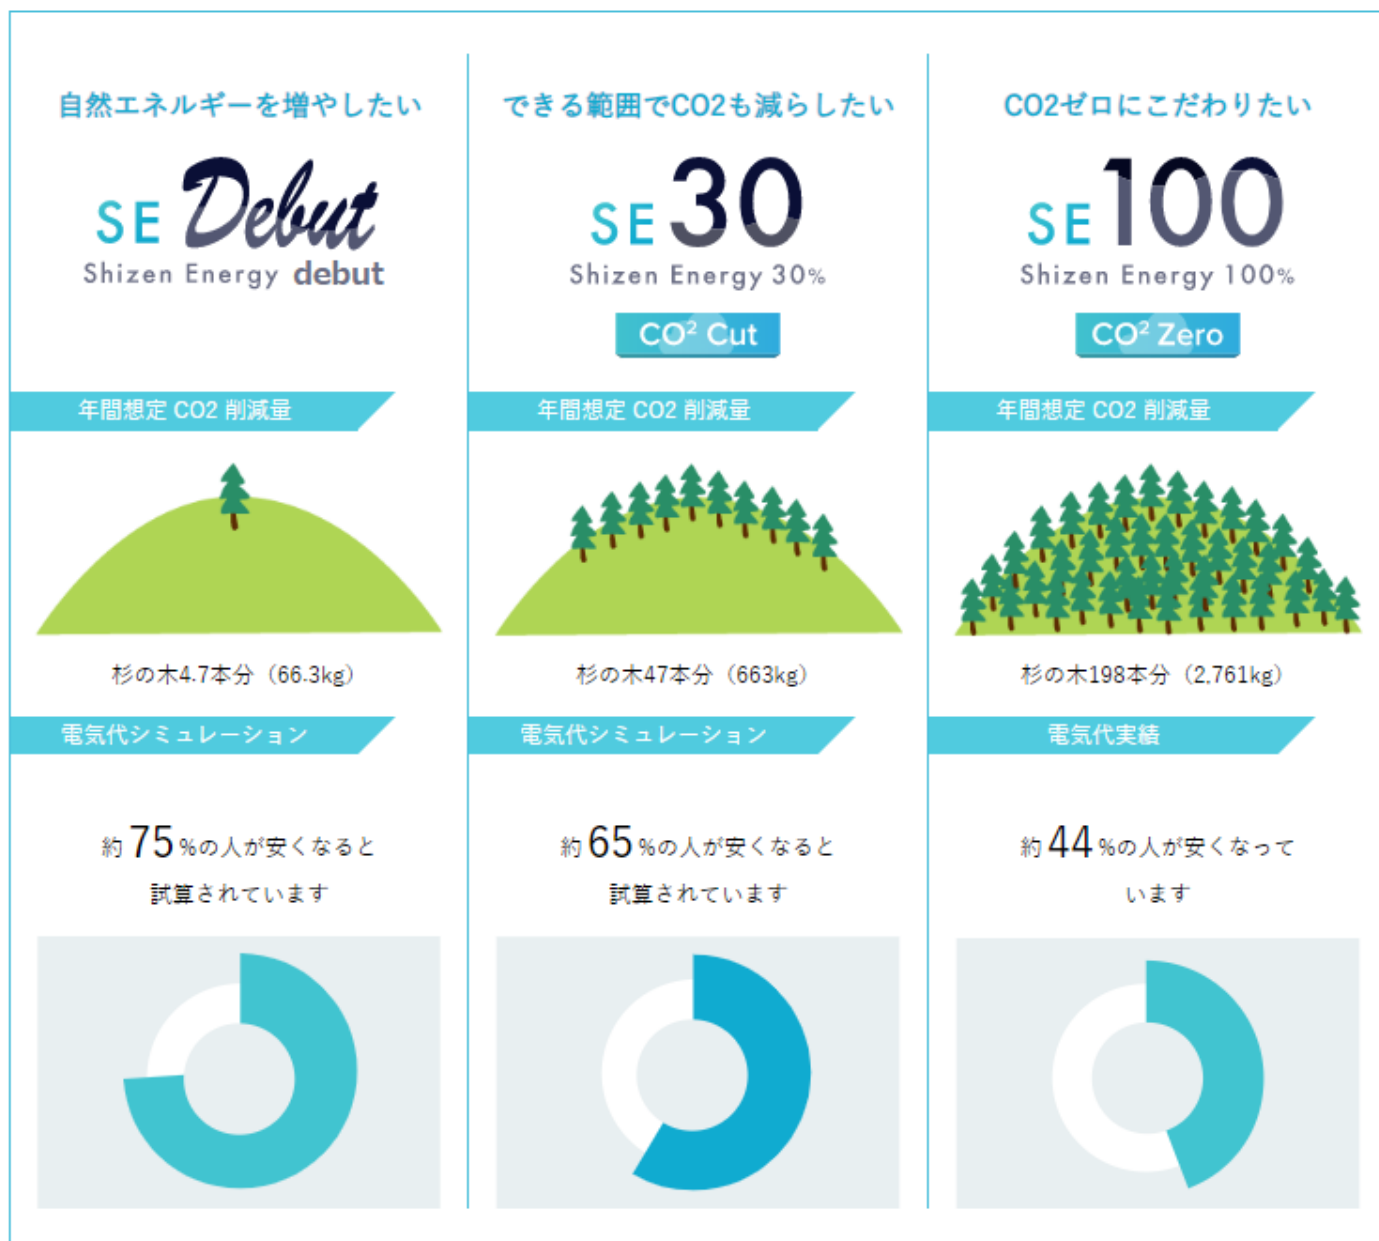 自然エネルギーを増やしたい
SE Debut
Shizen Energy debut
年間想定 CO2 削減量
杉の木4.7本分（66.3kg）
電気代シミュレーション
約 75 %の人が安くなると
試算されています
できる範囲でCO2も減らしたい
SE 30
Shizen Energy 30%
CO² Cut
年間想定 CO2 削減量
杉の木47本分（663kg）
電気代シミュレーション
約 65 %の人が安くなると
試算されています
CO2ゼロにこだわりたい
SE 100
Shizen Energy 100%
CO² Zero
年間想定 CO2 削減量
杉の木198本分（2,761kg）
電気代実績
約 44 %の人が安くなって
います